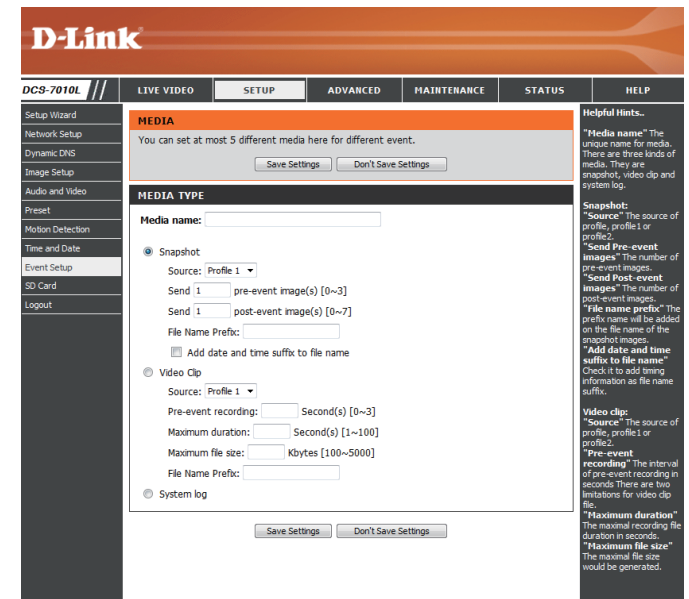 D-Link
DCS-7010L
LIVE VIDEO
SETUP
ADVANCED
MAINTENANCE
STATUS
HELP
Setup Wizard
Network Setup
Dynamic DNS
Image Setup
Audio and Video
Preset
Motion Detection
Time and Date
Event Setup
SD Card
Logout
MEDIA
You can set at most 5 different media here for different event.
Save Settings Don't Save Settings
MEDIA TYPE
Media name:
Snapshot
Source: Profile 1
Send 1 pre-event image(s) [0~3]
Send 1 post-event image(s) [0~7]
File Name Prefix:
Add date and time suffix to file name
Video Clip
Source: Profile 1
Pre-event recording: Second(s) [0~3]
Maximum duration: Second(s) [1~100]
Maximum file size: Kbytes [100~5000]
File Name Prefix:
System log
Save Settings Don't Save Settings
Helpful Hints..
"Media name" The
unique name for media.
There are three kinds of
media. They are
snapshot, video clip and
system log.
Snapshot:
"Source" The source of
profile, profile1 or
profile2.
"Send Pre-event
images" The number of
pre-event images.
"Send Post-event
images" The number of
post-event images.
"File name prefix" The
prefix name will be added
on the file name of the
snapshot images.
"Add date and time
suffix to file name"
Check it to add timing
information as file name
suffix.
Video clip:
"Source" The source of
profile, profile1 or
profile2.
"Pre-event
recording" The interval
of pre-event recording in
seconds There are two
limitations for video clip
file.
"Maximum duration"
The maximal recording file
duration in seconds.
"Maximum file size"
The maximal file size
would be generated.